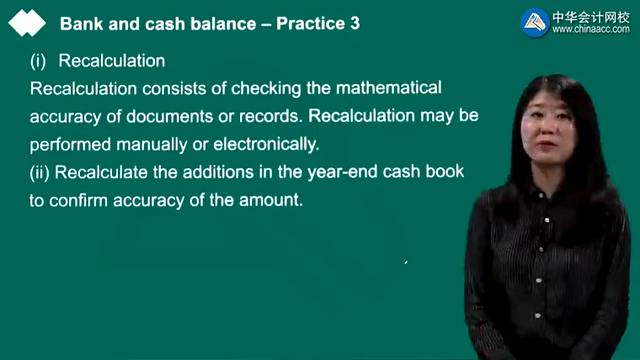 Bank and cash balance – Practice 3
中华会计网校
www.chinaacc.com
(i) Recalculation
Recalculation consists of checking the mathematical
accuracy of documents or records. Recalculation may be
performed manually or electronically.
(ii) Recalculate the additions in the year-end cash book
to confirm accuracy of the amount.